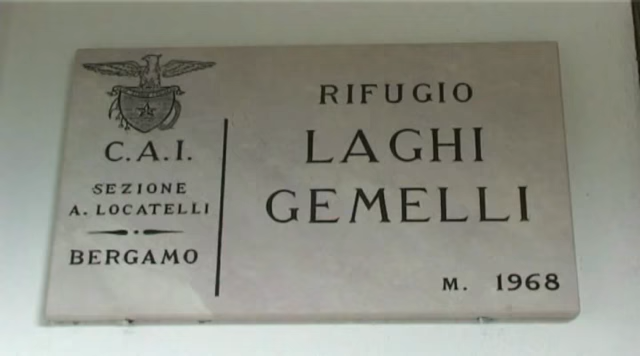 C.A.I.
SEZIONE
A. LOCATELLI
BERGAMO
RIFUGIO
LAGHI
GEMELLI
M. 1968